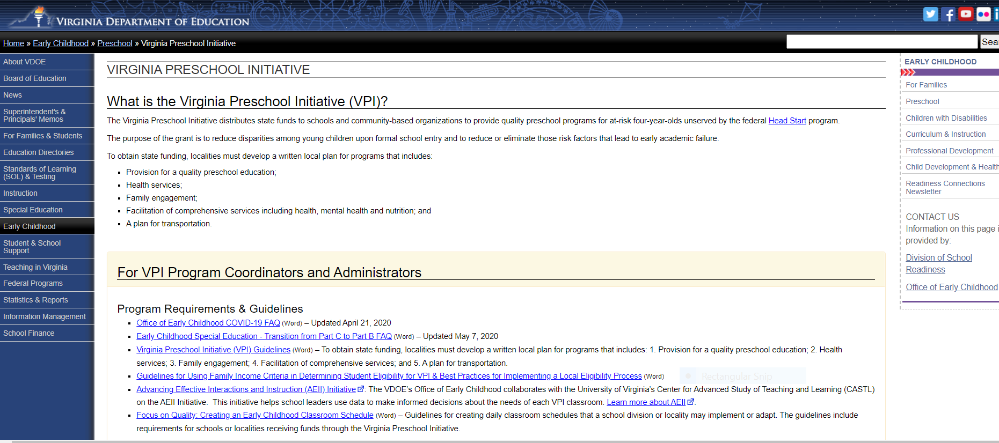 VIRGINIA DEPARTMENT OF EDUCATION
Home » Early Childhood » Preschool » Virginia Preschool Initiative
Sea
About VDOE
Board of Education
News
Superintendent's &
Principals' Memos
For Families & Students
Education Directories
Standards of Learning
(SOL) & Testing
Instruction
Special Education
Early Childhood
Student & School
Support
Teaching in Virginia
Federal Programs
Statistics & Reports
Information Management
School Finance
VIRGINIA PRESCHOOL INITIATIVE
What is the Virginia Preschool Initiative (VPI)?
The Virginia Preschool Initiative distributes state funds to schools and community-based organizations to provide quality preschool programs for at-risk four-year-olds unserved by the federal Head Start program.
The purpose of the grant is to reduce disparities among young children upon formal school entry and to reduce or eliminate those risk factors that lead to early academic failure.
To obtain state funding, localities must develop a written local plan for programs that includes:
▪ Provision for a quality preschool education;
▪ Health services;
▪ Family engagement;
▪ Facilitation of comprehensive services including health, mental health and nutrition; and
▪ A plan for transportation.
For VPI Program Coordinators and Administrators
Program Requirements & Guidelines
▪ Office of Early Childhood COVID-19 FAQ (Word) – Updated April 21, 2020
▪ Early Childhood Special Education - Transition from Part C to Part B FAQ (Word) – Updated May 7, 2020
▪ Virginia Preschool Initiative (VPI) Guidelines (Word) – To obtain state funding, localities must develop a written local plan for programs that includes: 1. Provision for a quality preschool education; 2. Health
services; 3. Family engagement; 4. Facilitation of comprehensive services; and 5. A plan for transportation.
▪ Guidelines for Using Family Income Criteria in Determining Student Eligibility for VPI & Best Practices for Implementing a Local Eligibility Process (Word)
Rectangular Snip
▪ Advancing Effective Interactions and Instruction (AEII) Initiative: The VDOE's Office of Early Childhood collaborates with the University of Virginia's Center for Advanced Study of Teaching and Learning (CASTL)
on the AEII Initiative. This initiative helps school leaders use data to make informed decisions about the needs of each VPI classroom. Learn more about AEII.
▪ Focus on Quality: Creating an Early Childhood Classroom Schedule (Word) – Guidelines for creating daily classroom schedules that a school division or locality may implement or adapt. The guidelines include
requirements for schools or localities receiving funds through the Virginia Preschool Initiative.
EARLY CHILDHOOD
For Families
Preschool
Children with Disabilities
Curriculum & Instruction
Professional Development
Child Development & Health
Readiness Connections
Newsletter
CONTACT US
Information on this page i
provided by:
Division of School
Readiness
Office of Early Childhood